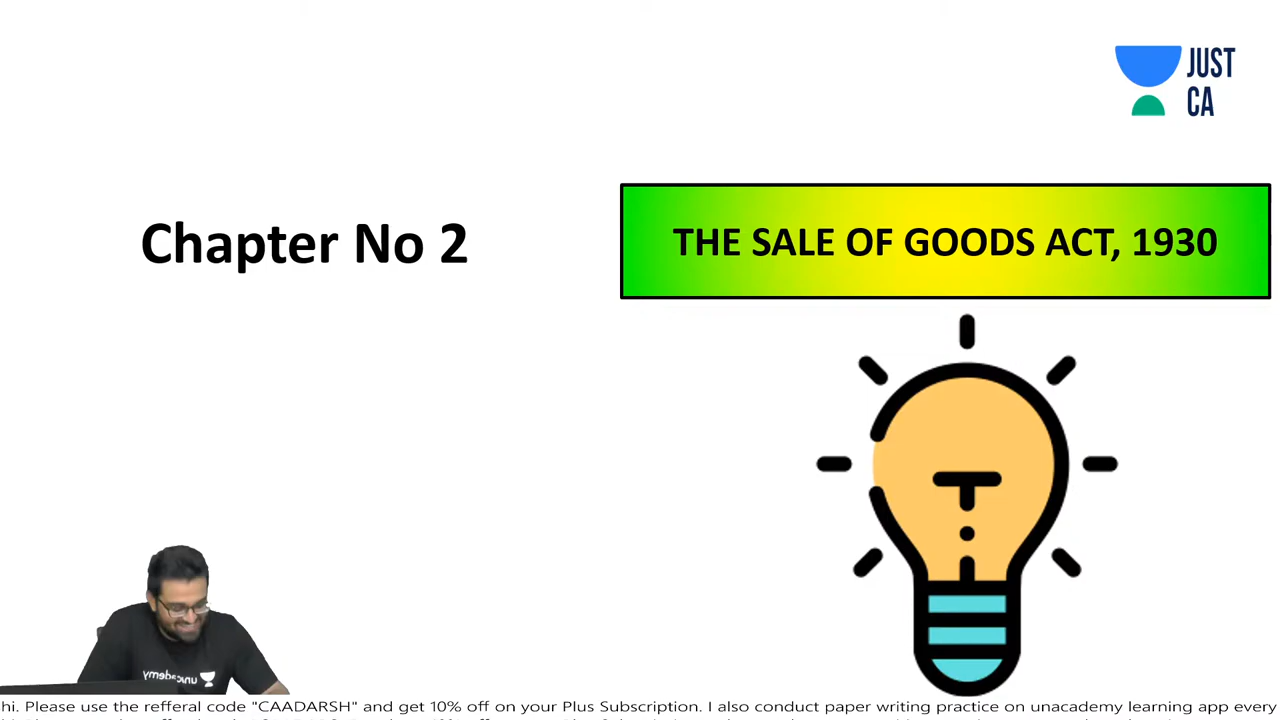 JUST
CA
Chapter No 2
THE SALE OF GOODS ACT, 1930
unacademy
hi. Please use the refferal code "CAADARSH" and get 10% off on your Plus Subscription. I also conduct paper writing practice on unacademy learning app every